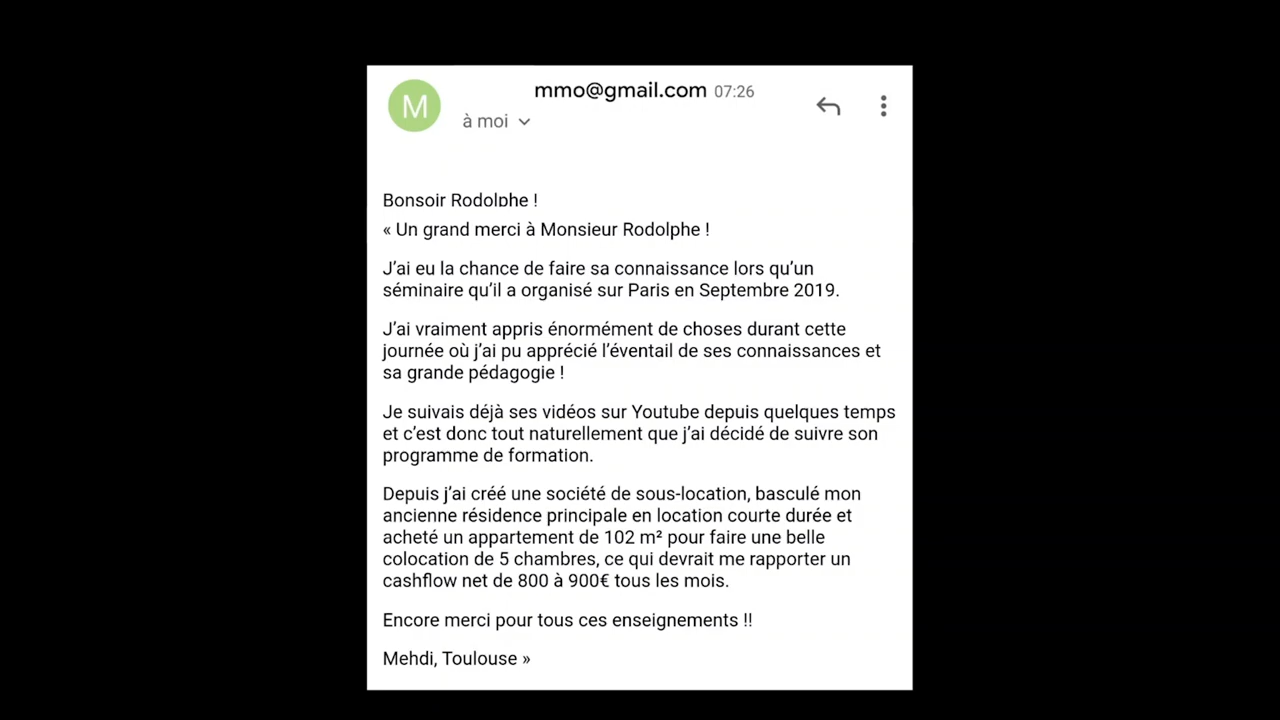 M
mmo@gmail.com 07:26
à moi
Bonsoir Rodolphe !
« Un grand merci à Monsieur Rodolphe !
J’ai eu la chance de faire sa connaissance lors qu’un
séminaire qu’il a organisé sur Paris en Septembre 2019.
J’ai vraiment appris énormément de choses durant cette
journée où j’ai pu apprécié l’éventail de ses connaissances et
sa grande pédagogie !
Je suivais déjà ses vidéos sur Youtube depuis quelques temps
et c’est donc tout naturellement que j’ai décidé de suivre son
programme de formation.
Depuis j’ai créé une société de sous-location, basculé mon
ancienne résidence principale en location courte durée et
acheté un appartement de 102 m² pour faire une belle
colocation de 5 chambres, ce qui devrait me rapporter un
cashflow net de 800 à 900€ tous les mois.
Encore merci pour tous ces enseignements !!
Mehdi, Toulouse »